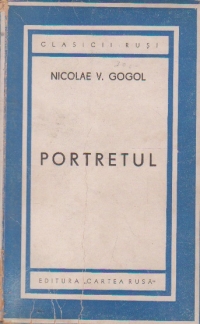 CLASICII RUȘI
NICOLAE V. GOGOL
PORTRETUL
EDITURA „CARTEA RUSĂ”